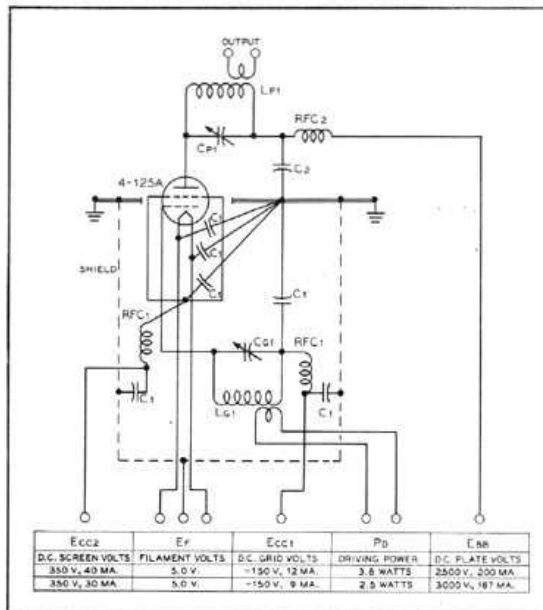 OUTPUT
LP1
RFC2
CP1
C2
4-125A
C1
C1
C1
SHIELD
C1
RFC1
CG1
RFC1
C1
LG1
C1
ECC2 EF ECC1 PD EBB
D.C. SCREEN VOLTS FILAMENT VOLTS D.C. GRID VOLTS DRIVING POWER D.C. PLATE VOLTS
350 V, 40 MA. 5.0 V. -150 V, 12 MA. 3.8 WATTS 2500 V, 200 MA
350 V, 30 MA. 5.0 V. -150 V, 9 MA. 2.5 WATTS 3000 V, 167 MA.